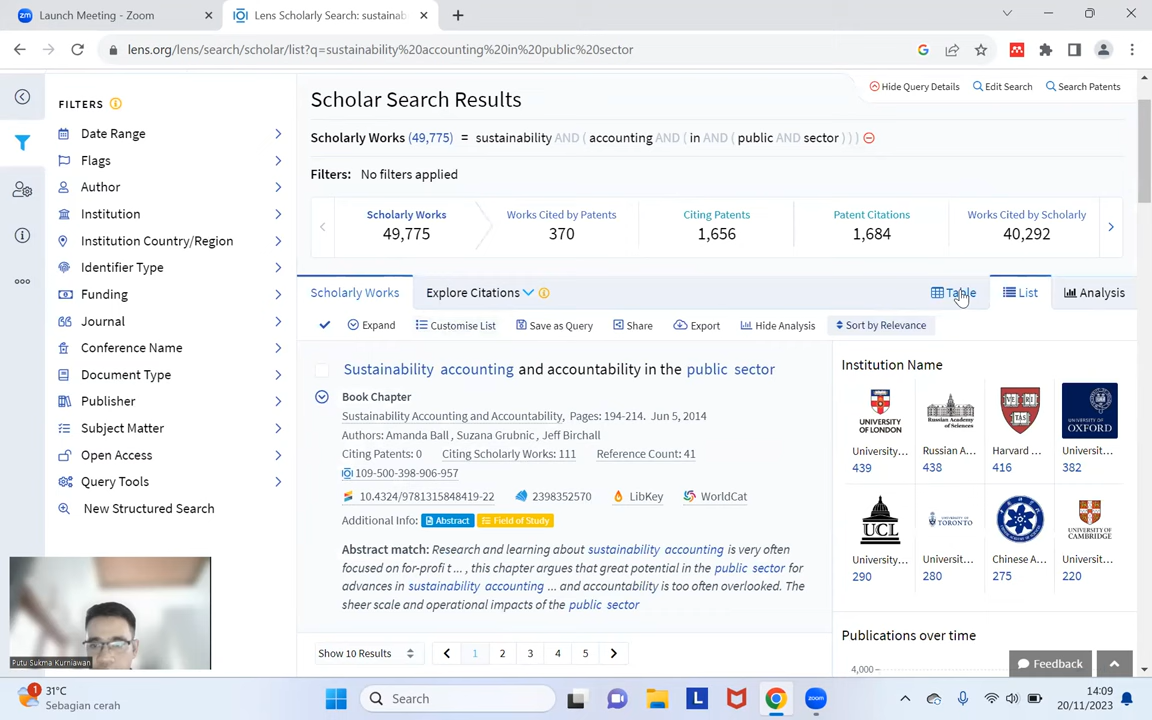 Launch Meeting - Zoom
Lens Scholarly Search: sustainab
lens.org/lens/search/scholar/list?q=sustainability%20accounting%20in%20public%20sector
FILTERS
Date Range
Flags
Author
Institution
Institution Country/Region
Identifier Type
Funding
Journal
Conference Name
Document Type
Publisher
Subject Matter
Open Access
Query Tools
New Structured Search
Hide Query Details Edit Search Search Patents
Scholar Search Results
Scholarly Works (49,775) = sustainability AND ( accounting AND ( in AND ( public AND sector ) ) )
Filters: No filters applied
Scholarly Works Works Cited by Patents Citing Patents Patent Citations Works Cited by Scholarly
49,775 370 1,656 1,684 40,292
Scholarly Works Explore Citations Table List Analysis
Expand Customise List Save as Query Share Export Hide Analysis Sort by Relevance
Sustainability accounting and accountability in the public sector
Book Chapter
Sustainability Accounting and Accountability, Pages: 194-214. Jun 5, 2014
Authors: Amanda Ball , Suzana Grubnic , Jeff Birchall
Citing Patents: 0 Citing Scholarly Works: 111 Reference Count: 41
109-500-398-906-957
10.4324/9781315848419-22 2398352570 LibKey WorldCat
Additional Info: Abstract Field of Study
Abstract match: Research and learning about sustainability accounting is very often
focused on for-profi t ... , this chapter argues that great potential in the public sector for
advances in sustainability accounting ... and accountability is too often overlooked. The
sheer scale and operational impacts of the public sector
Show 10 Results 1 2 3 4 5
Institution Name
University... Russian A... Harvard ... Universit...
439 438 416 382
UCL
University... Universit... Chinese A... Universit...
290 280 275 220
Publications over time
4,000
Feedback
Putu Sukma Kurniawan
1
31°C
Sebagian cerah
Search
L
zoom
14:09
20/11/2023